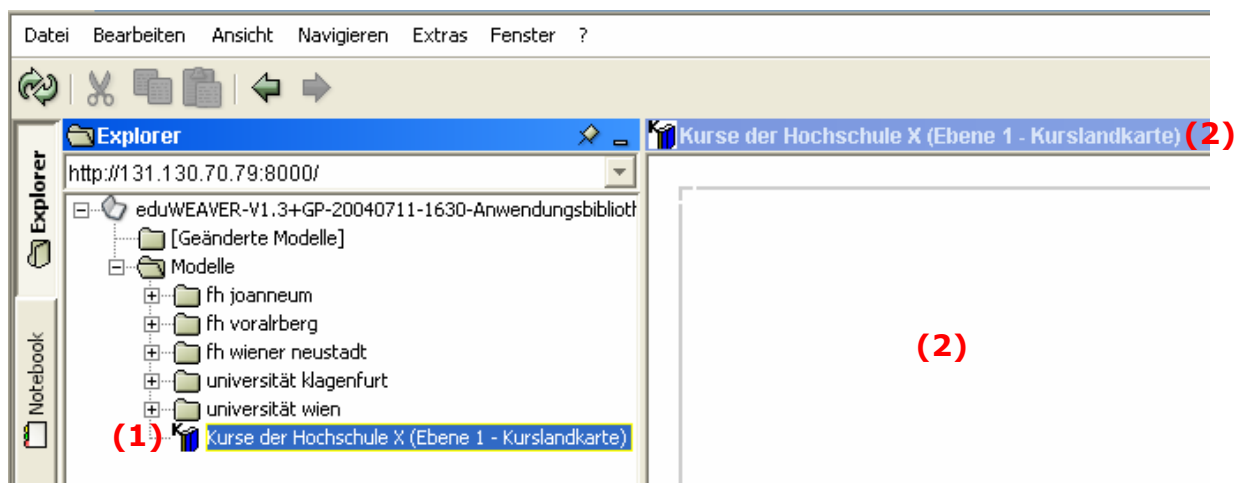 Datei Bearbeiten Ansicht Navigieren Extras Fenster ?
Explorer
Notebook
Explorer
http://131.130.70.79:8000/
eduWEAVER-V1.3+GP-20040711-1630-Anwendungsbiblioth
[Geänderte Modelle]
Modelle
fh joanneum
fh voralrberg
fh wiener neustadt
universität klagenfurt
universität wien
(1) K Kurse der Hochschule X (Ebene 1 - Kurslandkarte)
K Kurse der Hochschule X (Ebene 1 - Kurslandkarte) (2)
(2)